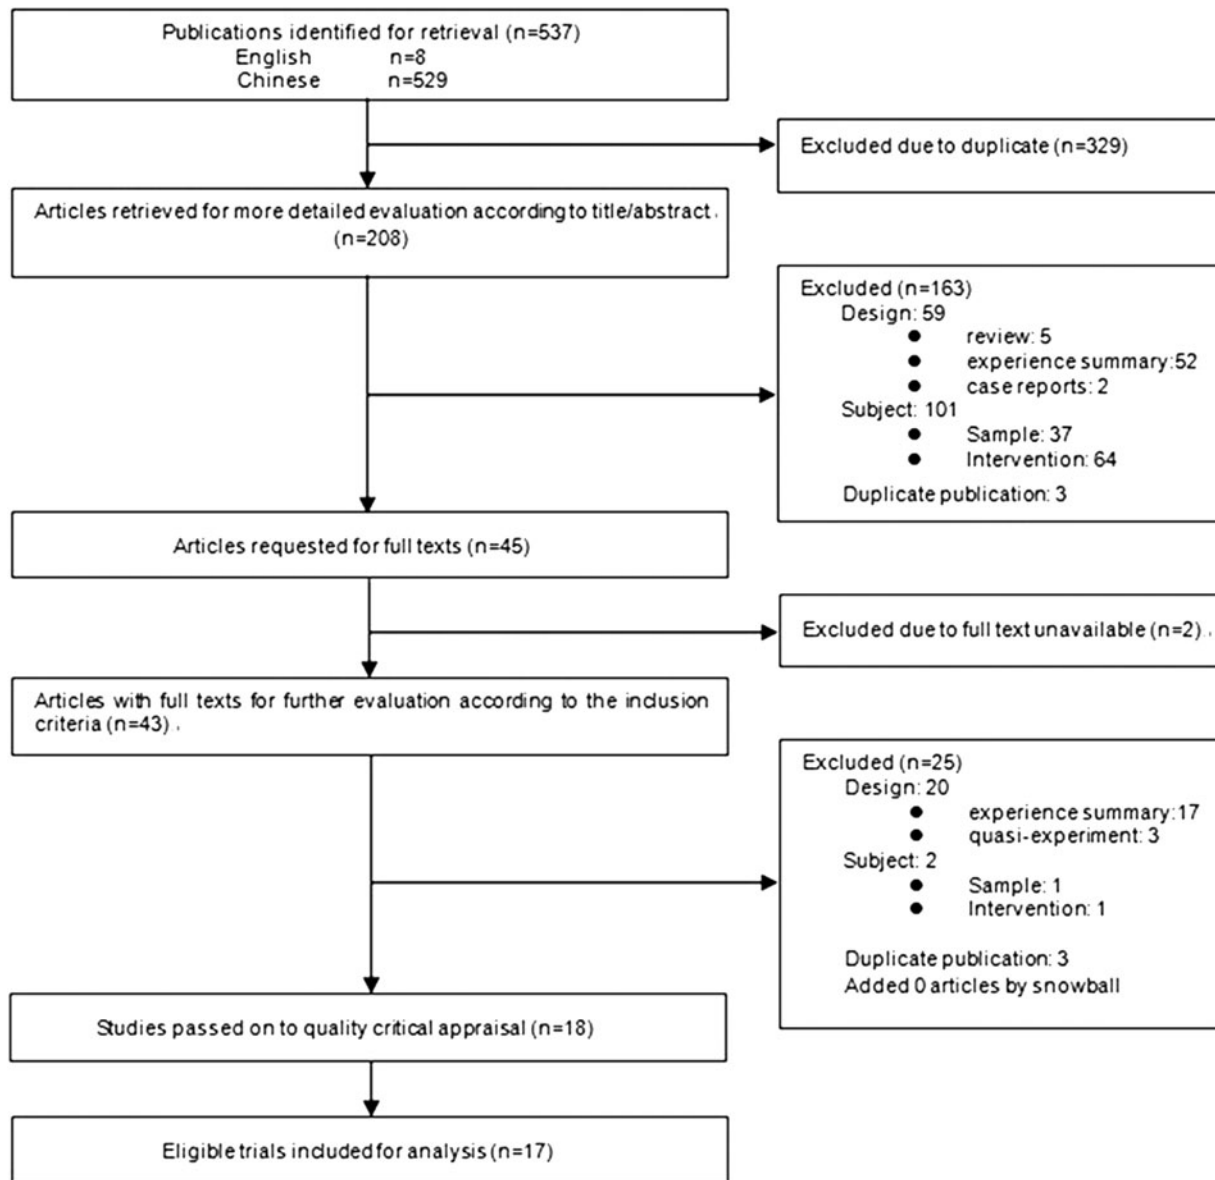 Publications identified for retrieval (n=537)
English n=8
Chinese n=529
Excluded due to duplicate (n=329)
Articles retrieved for more detailed evaluation according to title/abstract.
(n=208)
Excluded (n=163)
Design: 59
● review: 5
● experience summary:52
● case reports: 2
Subject: 101
● Sample: 37
● Intervention: 64
Duplicate publication: 3
Articles requested for full texts (n=45)
Excluded due to full text unavailable (n=2).
Articles with full texts for further evaluation according to the inclusion
criteria (n=43).
Excluded (n=25)
Design: 20
● experience summary:17
● quasi-experiment: 3
Subject: 2
● Sample: 1
● Intervention: 1
Duplicate publication: 3
Added 0 articles by snowball
Studies passed on to quality critical appraisal (n=18)
Eligible trials included for analysis (n=17)